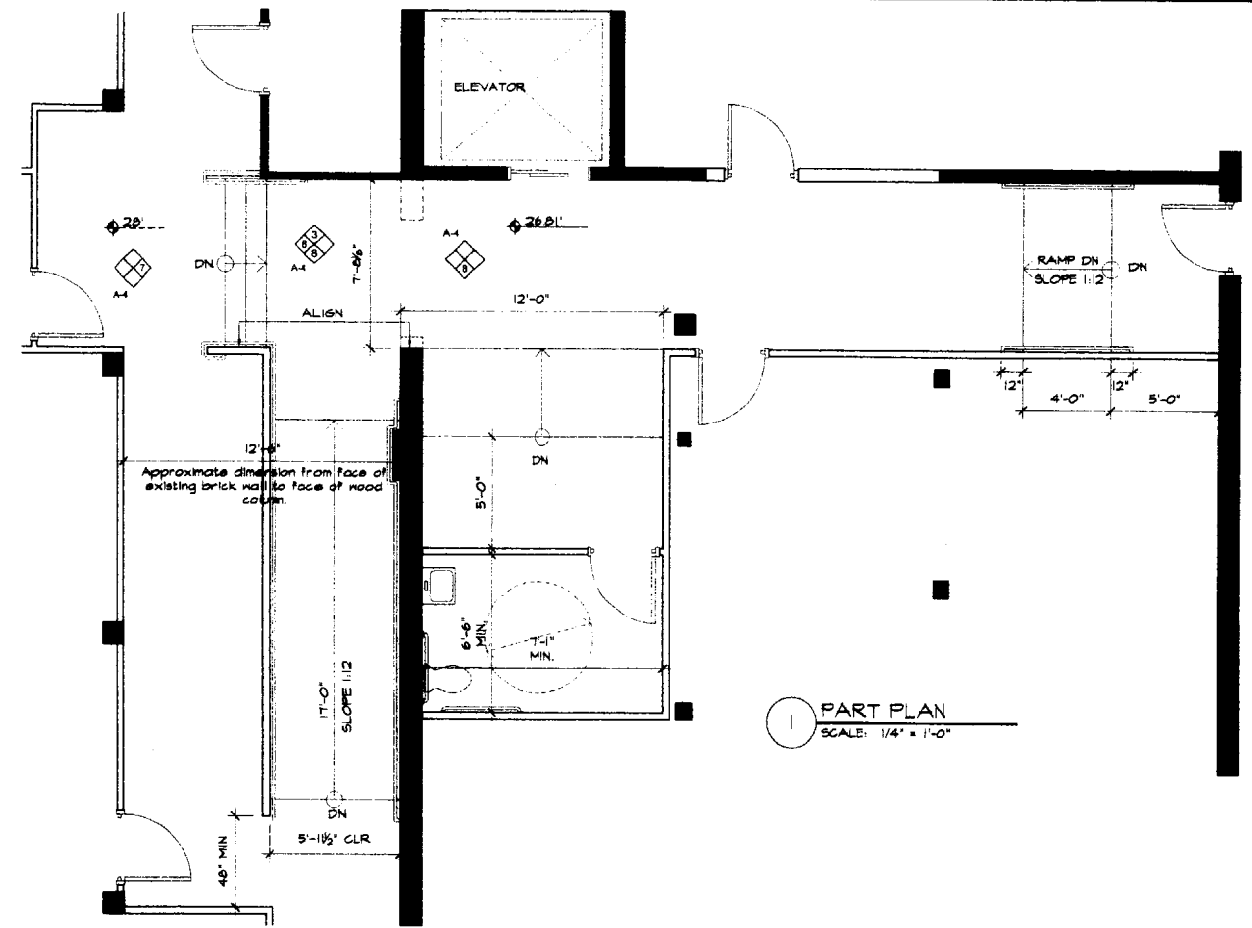 ELEVATOR
28'
26.81'
7
A-4
DN
3
8
8
A-4
7'-8⅛"
A-4
8
RAMP DN
SLOPE 1:12
DN
12'-0"
ALIGN
12"
12"
4'-0"
5'-0"
12'-6"
Approximate dimension from face of
existing brick wall to face of wood
column.
DN
5'-0"
6'-6"
MIN.
7'-1"
MIN.
17'-0"
SLOPE 1:12
1
PART PLAN
SCALE: 1/4" = 1'-0"
DN
5'-1½" CLR
48" MIN